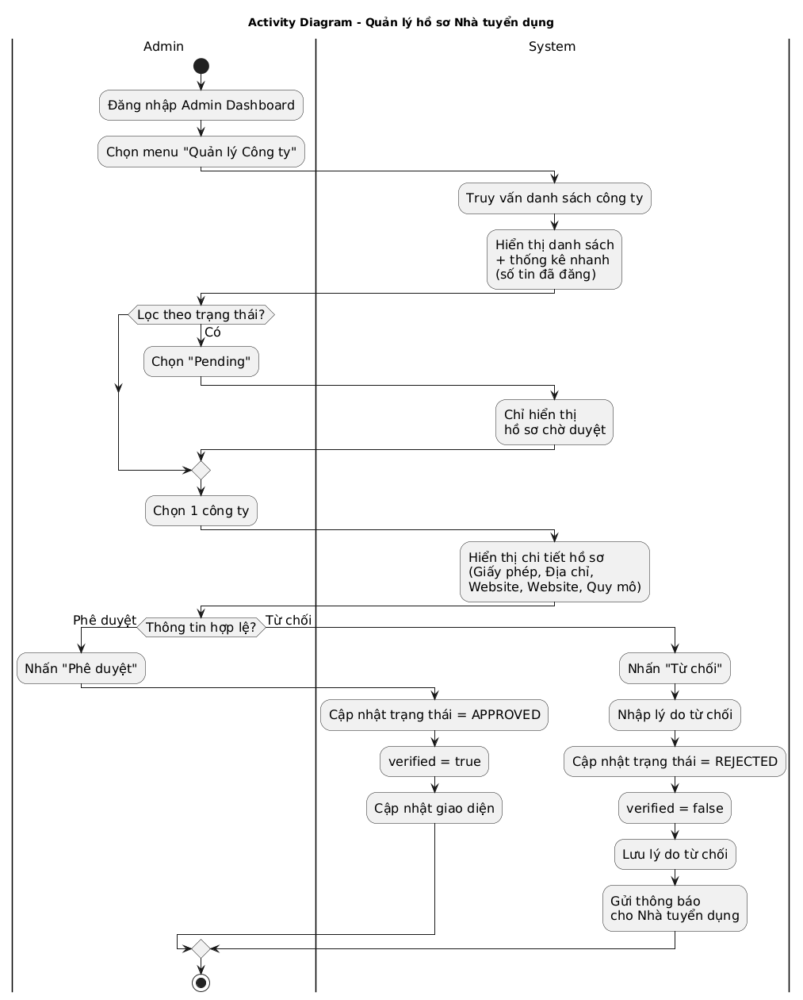 Activity Diagram - Quản lý hồ sơ Nhà tuyển dụng
Admin
System
Đăng nhập Admin Dashboard
Chọn menu "Quản lý Công ty"
Truy vấn danh sách công ty
Hiển thị danh sách
+ thống kê nhanh
(số tin đã đăng)
Lọc theo trạng thái?
Có
Chọn "Pending"
Chỉ hiển thị
hồ sơ chờ duyệt
Chọn 1 công ty
Hiển thị chi tiết hồ sơ
(Giấy phép, Địa chỉ,
Website, Website, Quy mô)
Phê duyệt
Thông tin hợp lệ?
Từ chối
Nhấn "Phê duyệt"
Nhấn "Từ chối"
Cập nhật trạng thái = APPROVED
Nhập lý do từ chối
verified = true
Cập nhật trạng thái = REJECTED
Cập nhật giao diện
verified = false
Lưu lý do từ chối
Gửi thông báo
cho Nhà tuyển dụng